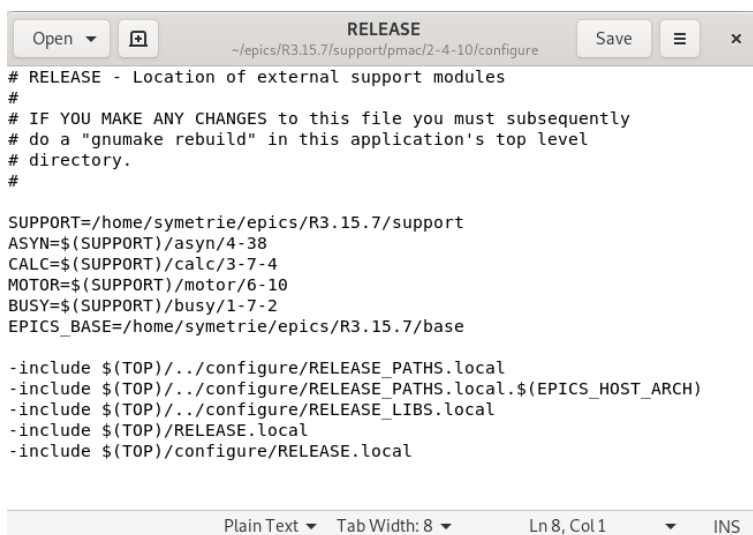 Open
RELEASE
~/epics/R3.15.7/support/pmac/2-4-10/configure
Save
# RELEASE - Location of external support modules
#
# IF YOU MAKE ANY CHANGES to this file you must subsequently
# do a "gnumake rebuild" in this application's top level
# directory.
#
SUPPORT=/home/symetrie/epics/R3.15.7/support
ASYN=$(SUPPORT)/asyn/4-38
CALC=$(SUPPORT)/calc/3-7-4
MOTOR=$(SUPPORT)/motor/6-10
BUSY=$(SUPPORT)/busy/1-7-2
EPICS_BASE=/home/symetrie/epics/R3.15.7/base
-include $(TOP)/../configure/RELEASE_PATHS.local
-include $(TOP)/../configure/RELEASE_PATHS.local.$(EPICS_HOST_ARCH)
-include $(TOP)/../configure/RELEASE_LIBS.local
-include $(TOP)/RELEASE.local
-include $(TOP)/configure/RELEASE.local
Plain Text Tab Width: 8 Ln 8, Col 1 INS